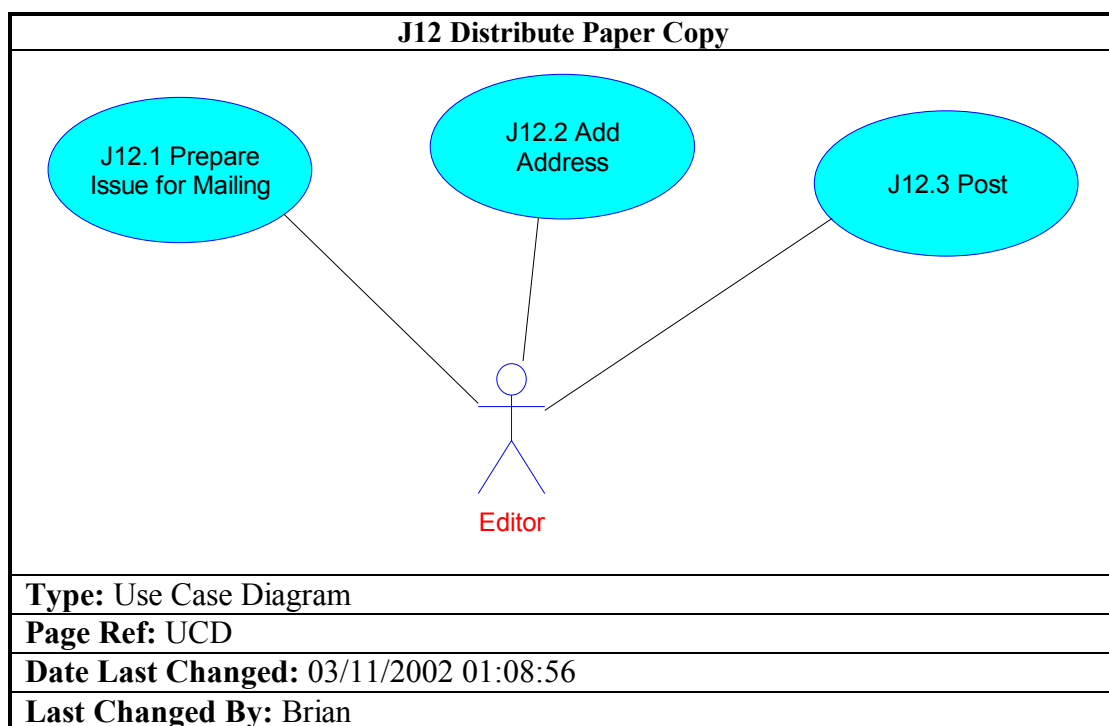 J12 Distribute Paper Copy
J12.1 Prepare
Issue for Mailing
J12.2 Add
Address
J12.3 Post
Editor
Type: Use Case Diagram
Page Ref: UCD
Date Last Changed: 03/11/2002 01:08:56
Last Changed By: Brian